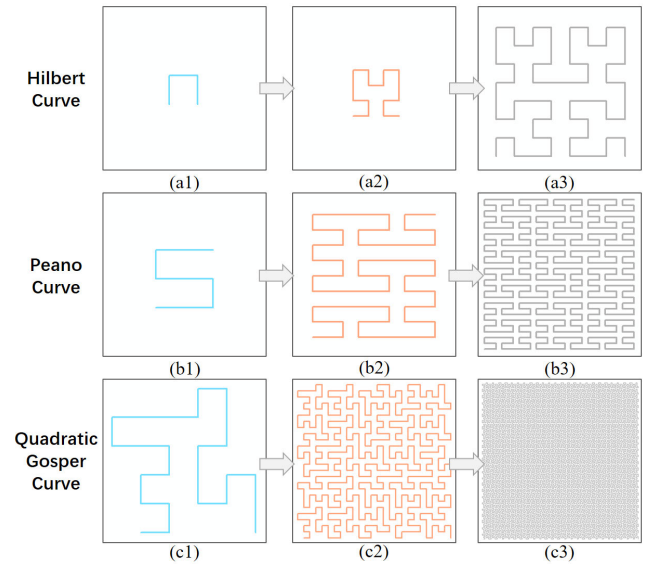 Hilbert
Curve
(a1)
(a2)
(a3)
Peano
Curve
(b1)
(b2)
(b3)
Quadratic
Gosper
Curve
(c1)
(c2)
(c3)